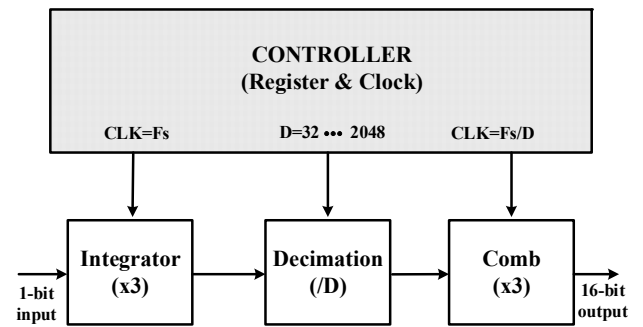 CONTROLLER
(Register & Clock)
CLK=Fs
D=32 ••• 2048
CLK=Fs/D
Integrator
(x3)
Decimation
(/D)
Comb
(x3)
1-bit
input
16-bit
output